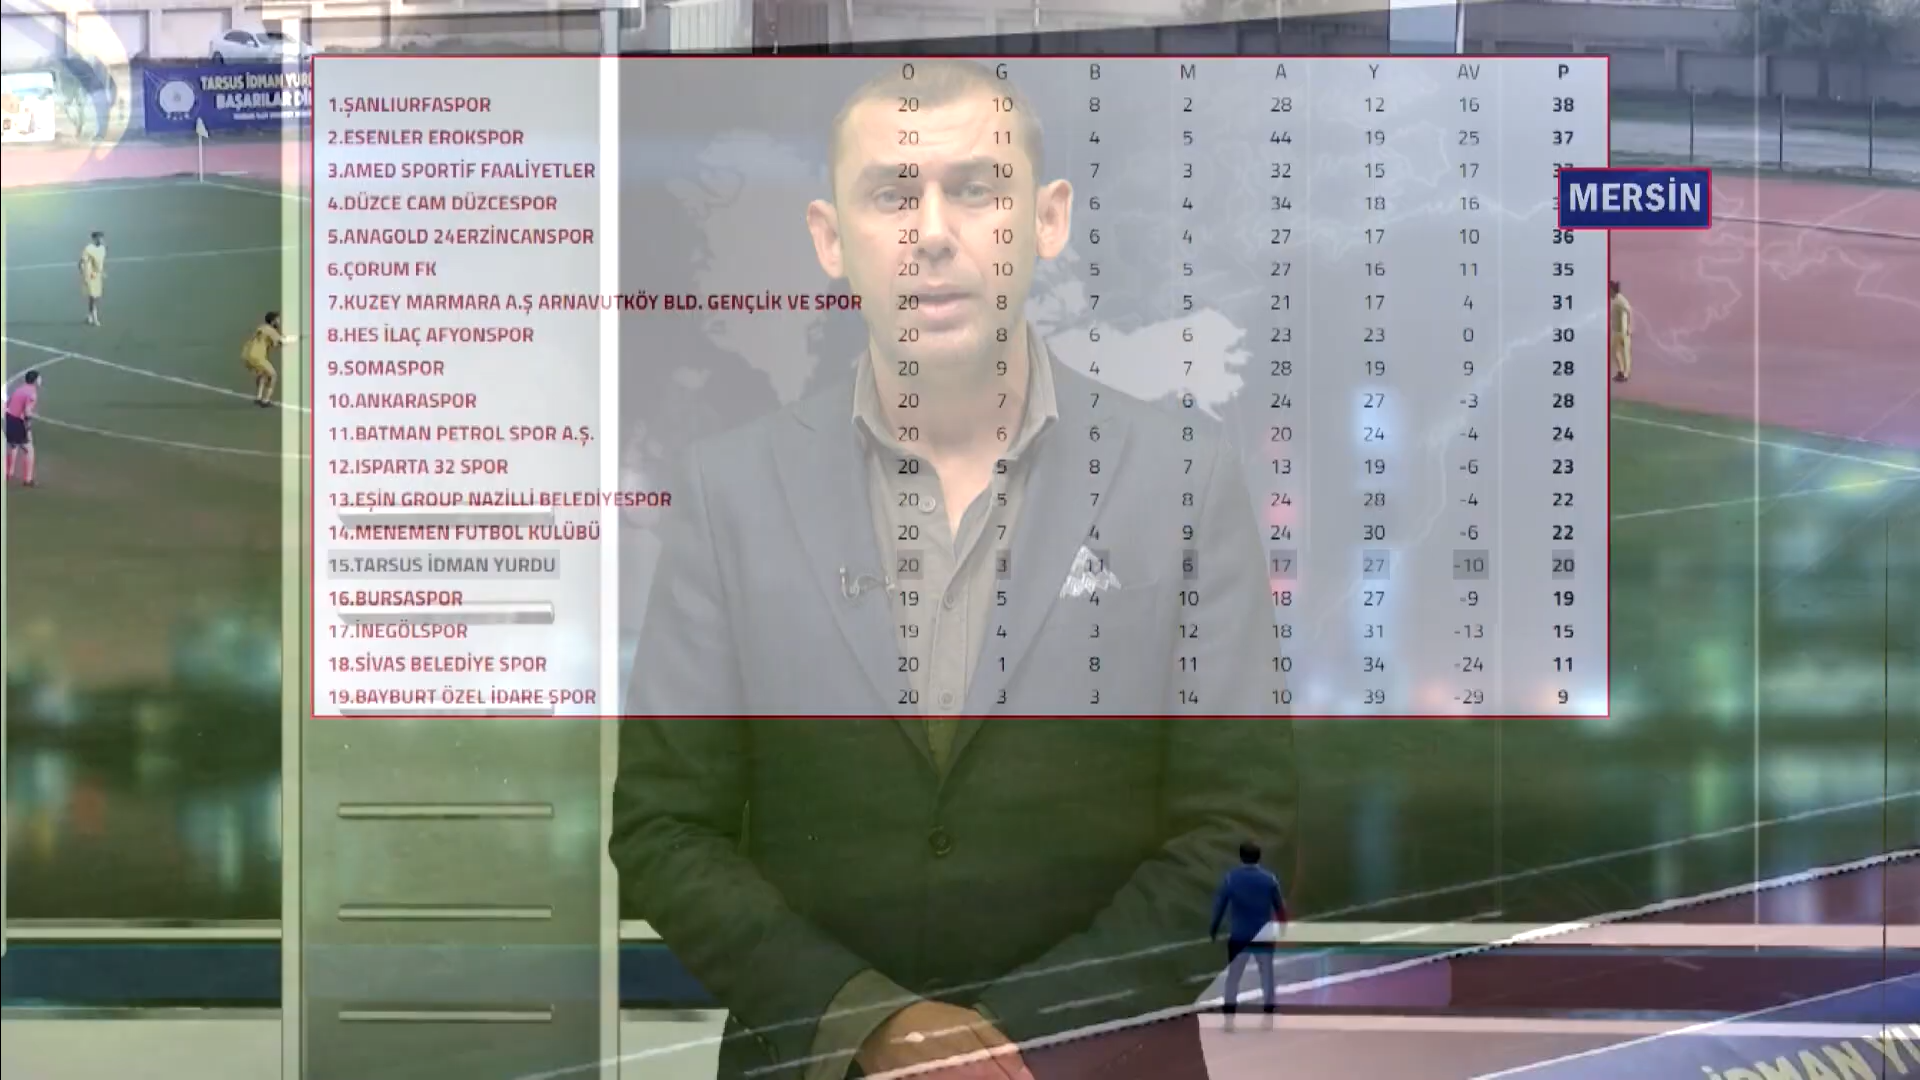 TARSUS İDMAN YUR
BAŞARILAR Dİ
O G B M A Y AV P
1.ŞANLIURFASPOR 20 10 8 2 28 12 16 38
2.ESENLER EROKSPOR 20 11 4 5 44 19 25 37
3.AMED SPORTİF FAALİYETLER 20 10 7 3 32 15 17
4.DÜZCE CAM DÜZCESPOR 20 10 6 4 34 18 16
MERSİN
5.ANAGOLD 24ERZİNCANSPOR 20 10 6 4 27 17 10 36
6.ÇORUM FK 20 10 5 5 27 16 11 35
7.KUZEY MARMARA A.Ş ARNAVUTKÖY BLD. GENÇLİK VE SPOR 20 8 7 5 21 17 4 31
8.HES İLAÇ AFYONSPOR 20 8 6 6 23 23 0 30
9.SOMASPOR 20 9 4 7 28 19 9 28
10.ANKARASPOR 20 7 7 6 24 27 -3 28
11.BATMAN PETROL SPOR A.Ş. 20 6 6 8 20 24 -4 24
12.ISPARTA 32 SPOR 20 5 8 7 13 19 -6 23
13.EŞİN GROUP NAZİLLİ BELEDİYESPOR 20 5 7 8 24 28 -4 22
14.MENEMEN FUTBOL KULÜBÜ 20 7 4 9 24 30 -6 22
15.TARSUS İDMAN YURDU 20 3 11 6 17 27 -10 20
16.BURSASPOR 19 5 4 10 18 27 -9 19
17.İNEGÖLSPOR 19 4 3 12 18 31 -13 15
18.SİVAS BELEDİYE SPOR 20 1 8 11 10 34 -24 11
19.BAYBURT ÖZEL İDARE SPOR 20 3 3 14 10 39 -29 9
İDMAN YU